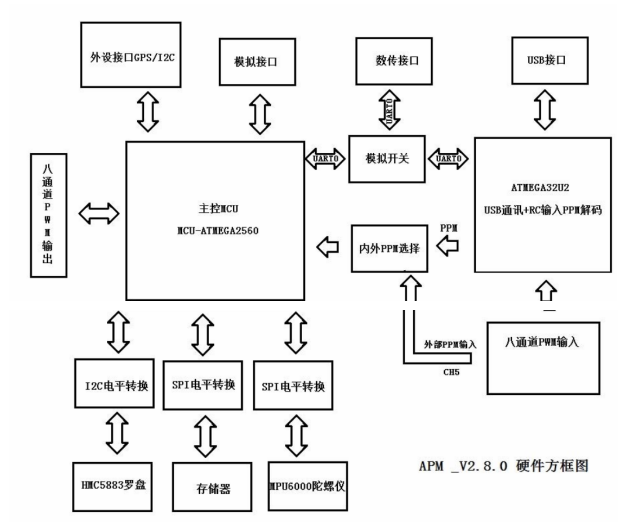 外设接口GPS/I2C
模拟接口
数传接口
USB接口
UART0
八通道PWM输出
主控MCU
MCU-ATMEGA2560
UART0
模拟开关
UART0
ATMEGA32U2
USB通讯+RC输入PPM解码
内外PPM选择
PPM
外部PPM输入
CH5
八通道PWM输入
I2C电平转换
SPI电平转换
SPI电平转换
HMC5883罗盘
存储器
MPU6000陀螺仪
APM _V2.8.0 硬件方框图